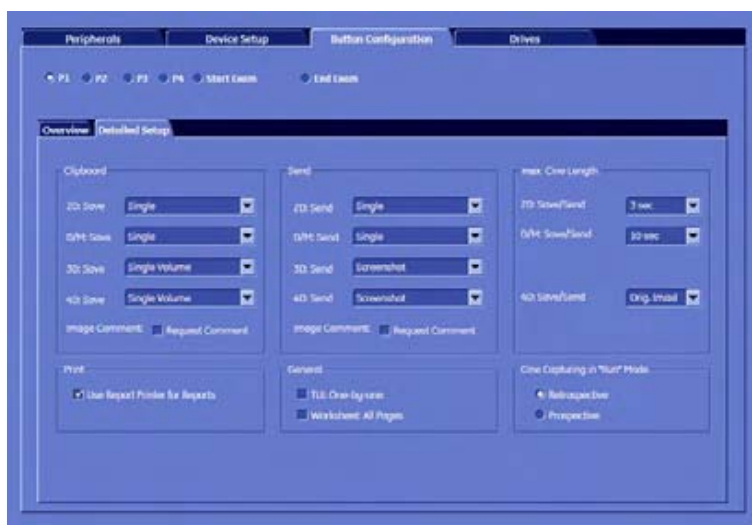 Peripherals Device Setup Button Configuration Drives
P1 P2 P3 P4 Start Exam End Exam
Overview Detailed Setup
Clipboard Send max. Cine Length
2D: Save Single 2D: Send Single 2D: Save/Send 3 sec
D/M: Save Single D/M: Send Single D/M: Save/Send 10 sec
3D: Save Single Volume 3D: Send Screenshot
4D: Save Single Volume 4D: Send Screenshot 4D: Save/Send Orig. Image
Image Comment: Request Comment Image Comment: Request Comment
Print General Cine Capturing in "Run" Mode
Use Report Printer for Reports TUI: One-by-one Retrospective
Worksheet: All Pages Prospective